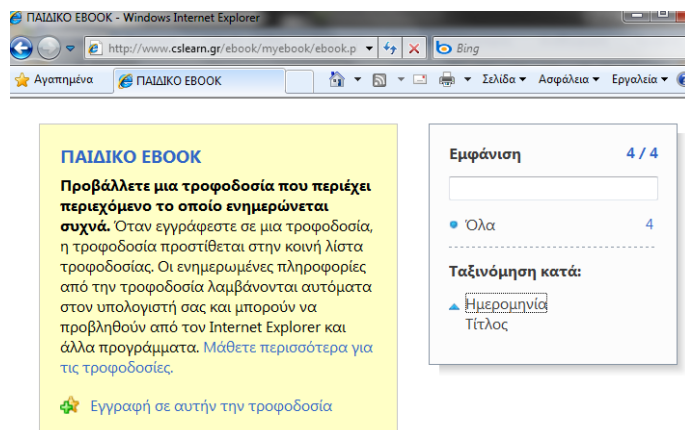 ΠΑΙΔΙΚΟ EBOOK - Windows Internet Explorer
http://www.cslearn.gr/ebook/myebook/ebook.p
Bing
Αγαπημένα
ΠΑΙΔΙΚΟ EBOOK
Σελίδα
Ασφάλεια
Εργαλεία
ΠΑΙΔΙΚΟ EBOOK
Προβάλλετε μια τροφοδοσία που περιέχει
περιεχόμενο το οποίο ενημερώνεται
συχνά. Όταν εγγράφεστε σε μια τροφοδοσία,
η τροφοδοσία προστίθεται στην κοινή λίστα
τροφοδοσίας. Οι ενημερωμένες πληροφορίες
από την τροφοδοσία λαμβάνονται αυτόματα
στον υπολογιστή σας και μπορούν να
προβληθούν από τον Internet Explorer και
άλλα προγράμματα. Μάθετε περισσότερα για
τις τροφοδοσίες.
Εγγραφή σε αυτήν την τροφοδοσία
Εμφάνιση 4 / 4
Όλα 4
Ταξινόμηση κατά:
Ημερομηνία
Τίτλος